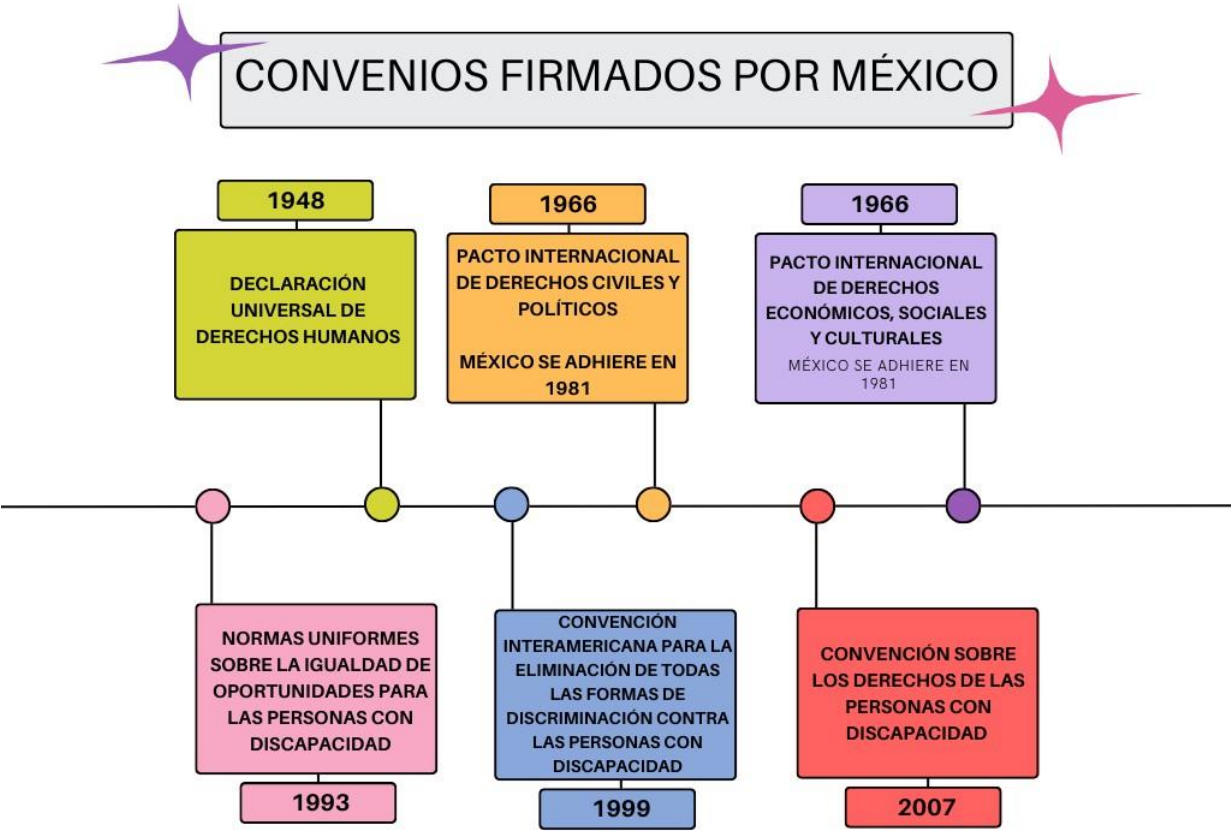 CONVENIOS FIRMADOS POR MÉXICO
1948
DECLARACIÓN
UNIVERSAL DE
DERECHOS HUMANOS
1966
PACTO INTERNACIONAL
DE DERECHOS CIVILES Y
POLÍTICOS
MÉXICO SE ADHIERE EN
1981
1966
PACTO INTERNACIONAL
DE DERECHOS
ECONÓMICOS, SOCIALES
Y CULTURALES
MÉXICO SE ADHIERE EN
1981
NORMAS UNIFORMES
SOBRE LA IGUALDAD DE
OPORTUNIDADES PARA
LAS PERSONAS CON
DISCAPACIDAD
1993
CONVENCIÓN
INTERAMERICANA PARA LA
ELIMINACIÓN DE TODAS
LAS FORMAS DE
DISCRIMINACIÓN CONTRA
LAS PERSONAS CON
DISCAPACIDAD
1999
CONVENCIÓN SOBRE
LOS DERECHOS DE LAS
PERSONAS CON
DISCAPACIDAD
2007